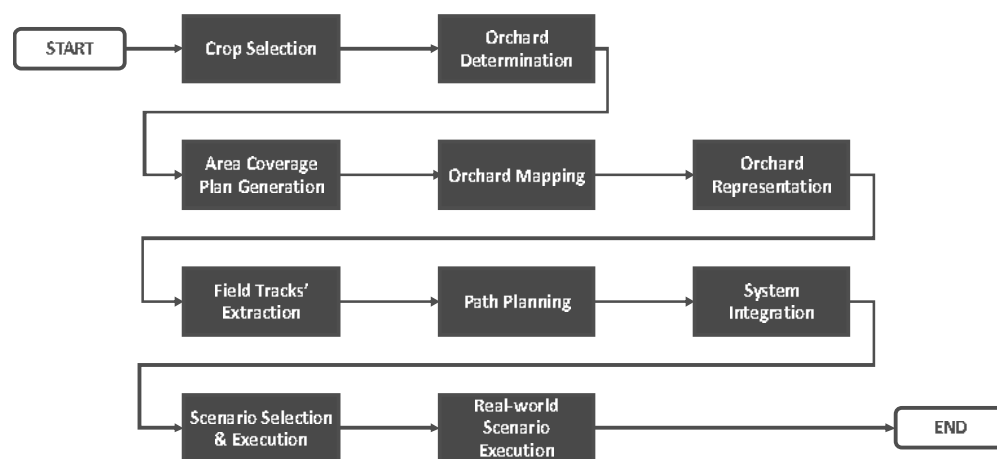 START
Crop Selection
Orchard
Determination
Area Coverage
Plan Generation
Orchard Mapping
Orchard
Representation
Field Tracks'
Extraction
Path Planning
System
Integration
Scenario Selection
& Execution
Real-world
Scenario
Execution
END